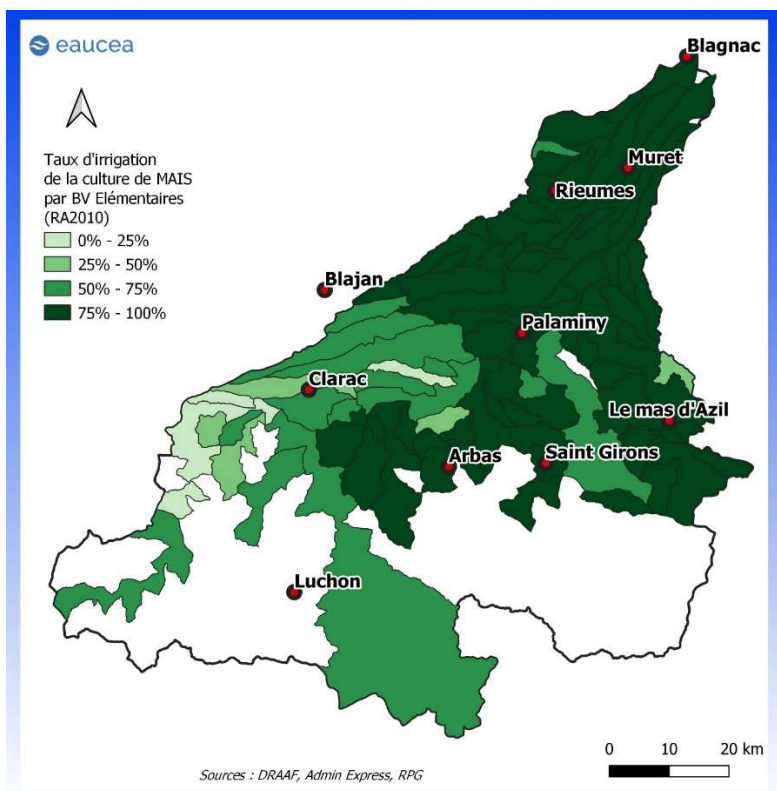 eaucea
Taux d'irrigation
de la culture de MAIS
par BV Elémentaires
(RA2010)
0% - 25%
25% - 50%
50% - 75%
75% - 100%
Blagnac
Muret
Rieumes
Blajan
Palaminy
Clarac
Le mas d'Azil
Arbas
Saint Girons
Luchon
0 10 20 km
Sources : DRAAF, Admin Express, RPG